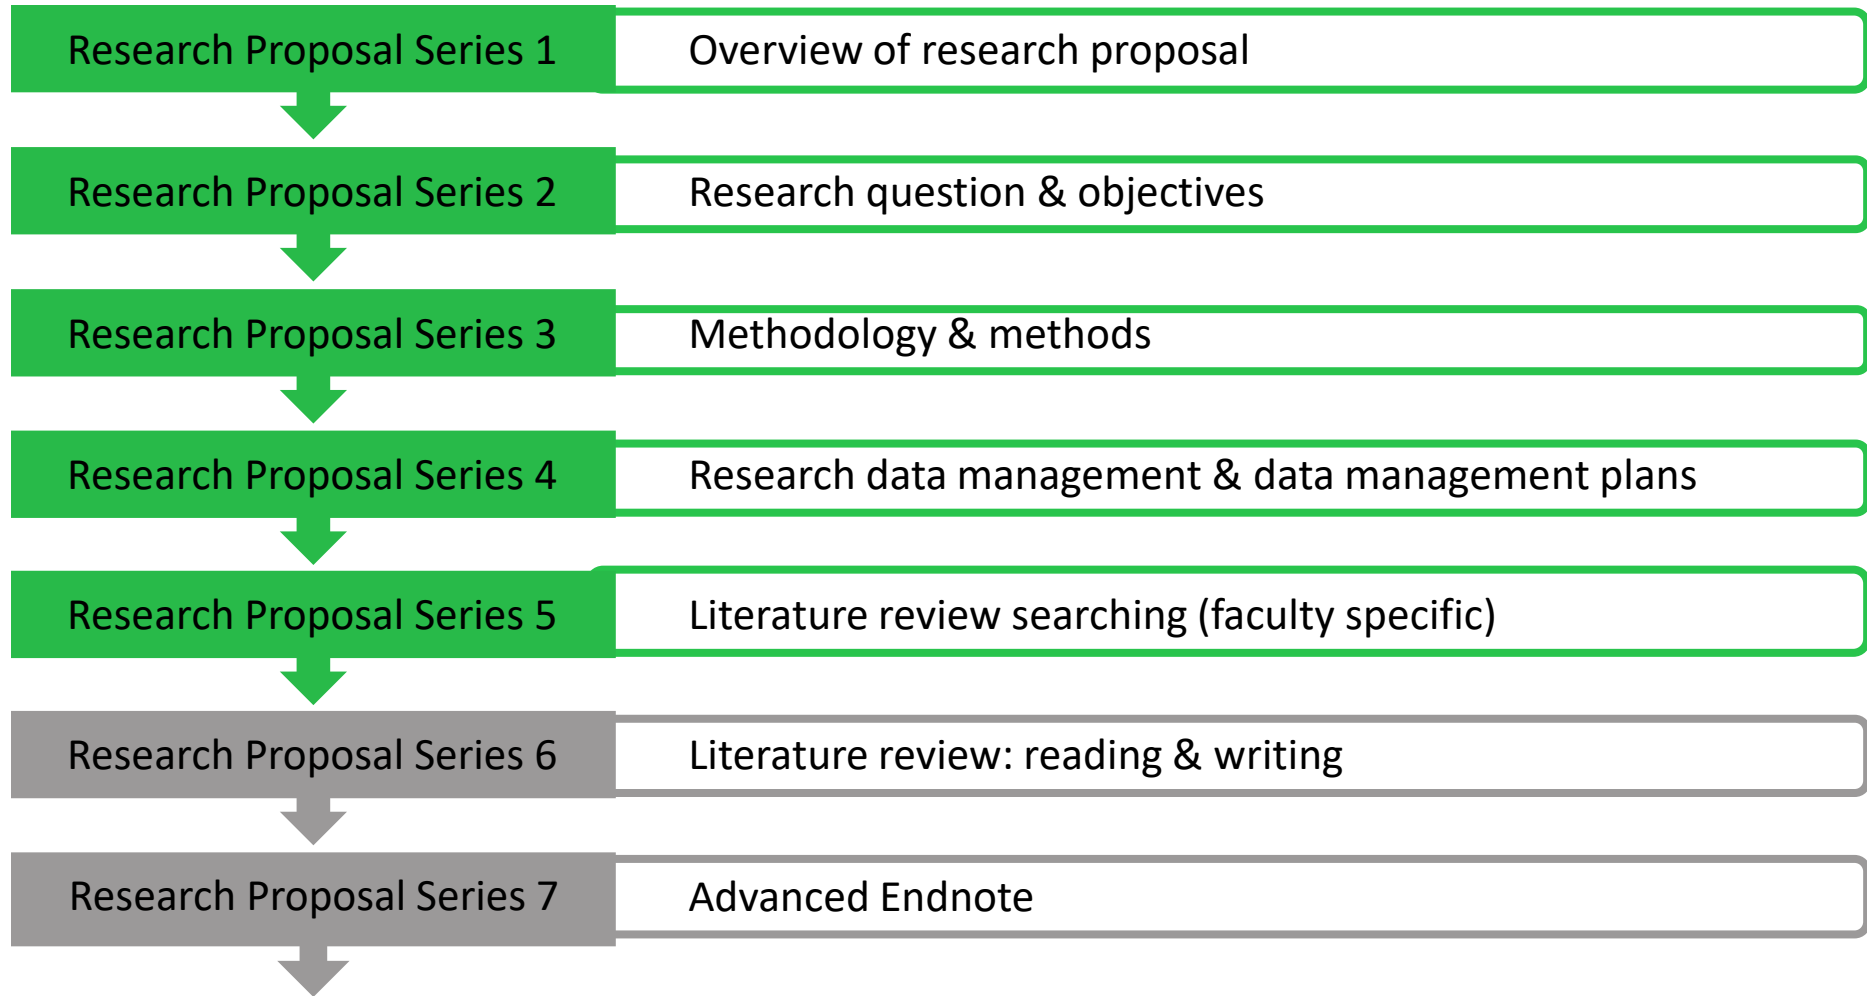 Research Proposal Series 1
Overview of research proposal
Research Proposal Series 2
Research question & objectives
Research Proposal Series 3
Methodology & methods
Research Proposal Series 4
Research data management & data management plans
Research Proposal Series 5
Literature review searching (faculty specific)
Research Proposal Series 6
Literature review: reading & writing
Research Proposal Series 7
Advanced Endnote